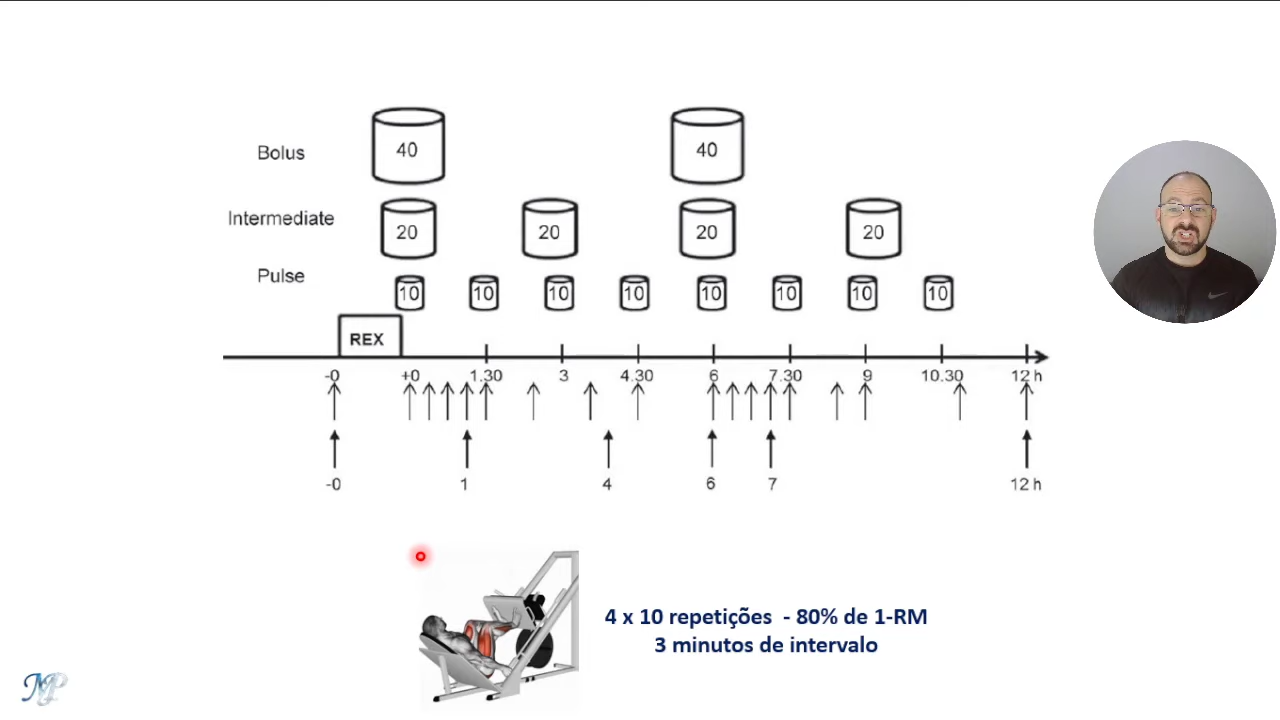 Bolus 40 40
Intermediate 20 20 20 20
Pulse 10 10 10 10 10 10 10 10
REX
-0 +0 1.30 3 4.30 6 7.30 9 10.30 12 h
-0 1 4 6 7 12 h
4 x 10 repetições - 80% de 1-RM
3 minutos de intervalo
MP